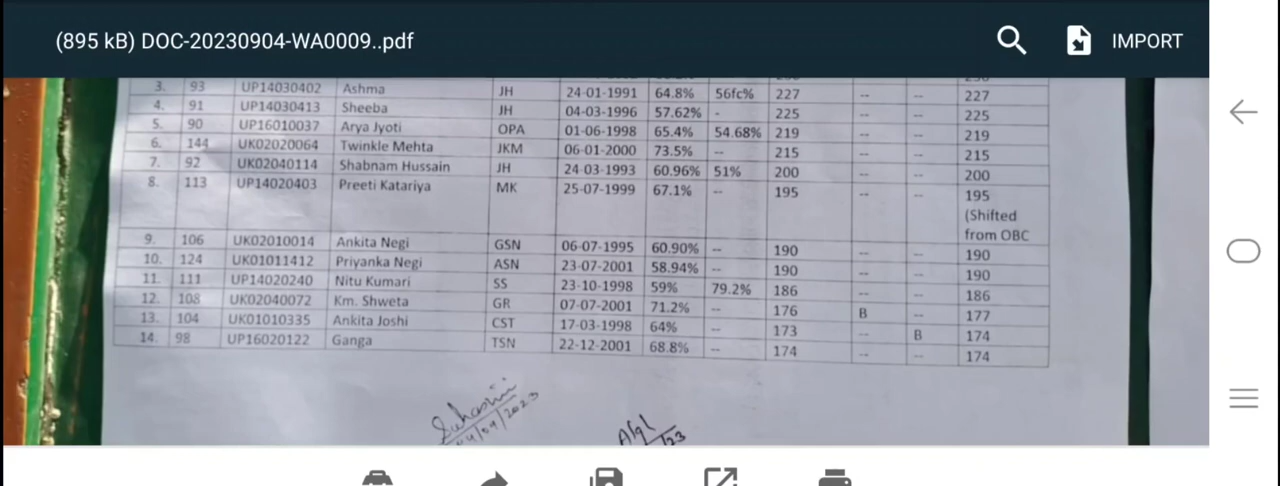 (895 kB) DOC-20230904-WA0009..pdf IMPORT
3. 93 UP14030402 Ashma JH 24-01-1991 64.8% 56fc% 227 -- -- 227
4. 91 UP14030413 Sheeba JH 04-03-1996 57.62% - 225 -- -- 225
5. 90 UP16010037 Arya Jyoti OPA 01-06-1998 65.4% 54.68% 219 -- -- 219
6. 144 UK02020064 Twinkle Mehta JKM 06-01-2000 73.5% -- 215 -- -- 215
7. 92 UK02040114 Shabnam Hussain JH 24-03-1993 60.96% 51% 200 -- -- 200
8. 113 UP14020403 Preeti Katariya MK 25-07-1999 67.1% -- 195 -- -- 195
(Shifted
from OBC
9. 106 UK02010014 Ankita Negi GSN 06-07-1995 60.90% -- 190 -- -- 190
10. 124 UK01011412 Priyanka Negi ASN 23-07-2001 58.94% -- 190 -- -- 190
11. 111 UP14020240 Nitu Kumari SS 23-10-1998 59% 79.2% 186 -- -- 186
12. 108 UK02040072 Km. Shweta GR 07-07-2001 71.2% -- 176 B -- 177
13. 104 UK01010335 Ankita Joshi CST 17-03-1998 64% -- 173 -- B 174
14. 98 UP16020122 Ganga TSN 22-12-2001 68.8% -- 174 -- -- 174
Suhasini
04/09/2023